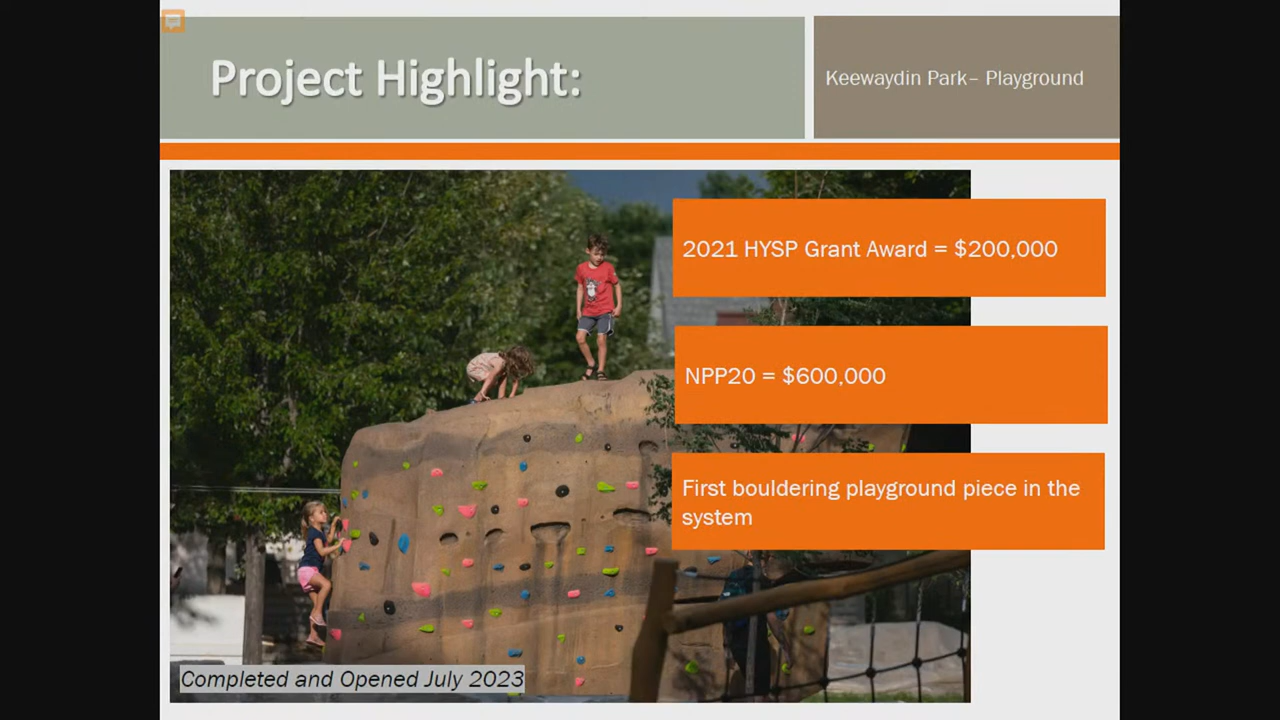 Project Highlight:
Keewaydin Park– Playground
2021 HYSP Grant Award = $200,000
NPP20 = $600,000
First bouldering playground piece in the
system
Completed and Opened July 2023